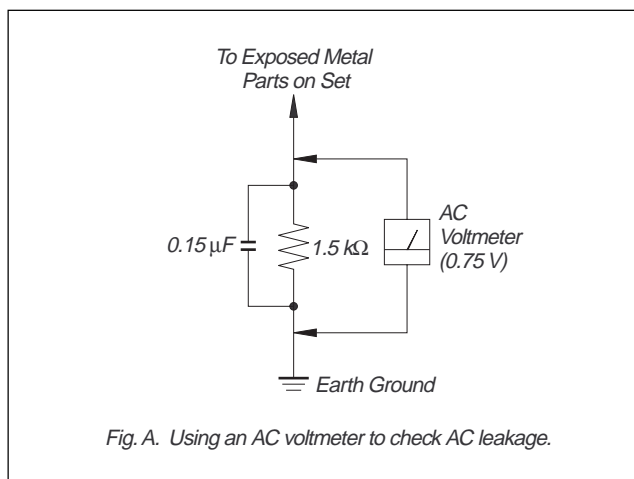 To Exposed Metal
Parts on Set
0.15 µF
1.5 kΩ
AC
Voltmeter
(0.75 V)
Earth Ground
Fig. A. Using an AC voltmeter to check AC leakage.